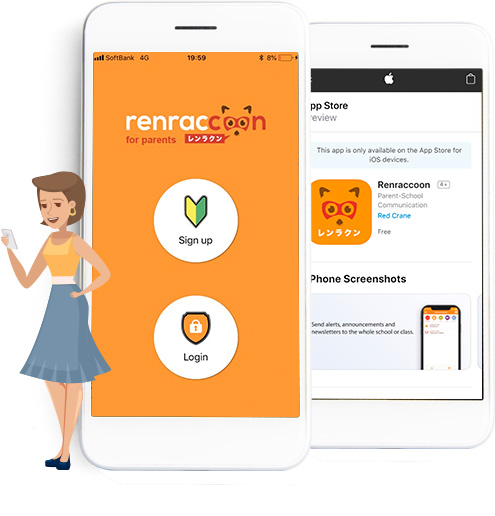 SoftBank 4G 19:59 8%
renraccoon
for parents レンラクン
Sign up
Login
pp Store
review
This app is only available on the App Store for
iOS devices.
レンラクン
Renraccoon 4+
Parent-School
Communication
Red Crane
Free
Phone Screenshots
Send alerts, announcements and
newsletters to the whole school or class.